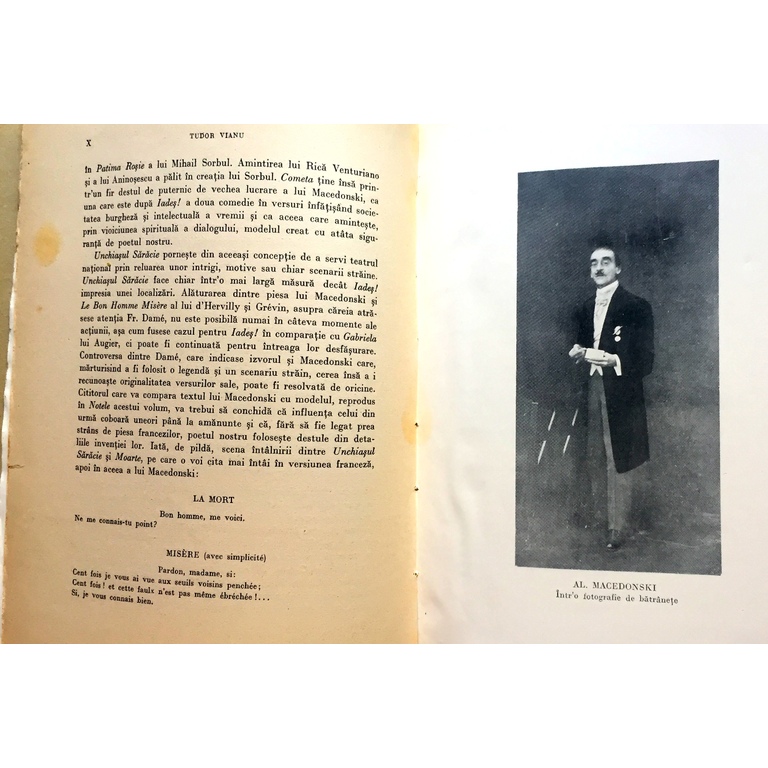 X
TUDOR VIANU
în Patima Roșie a lui Mihail Sorbul. Amintirea lui Rică Venturiano
și a lui Aninoșescu a pălit în creația lui Sorbul. Cometa ține însă prin-
tr'un fir destul de puternic de vechea lucrare a lui Macedonski, ca
una care este după Iadeș! a doua comedie în versuri înfățișând socie-
tatea burgheză și intelectuală a vremii și ca aceea care amintește,
prin vioiciunea spirituală a dialogului, modelul creat cu atâta sigu-
ranță de poetul nostru.
Unchiașul Sărăcie pornește din aceeași concepție de a servi teatrul
național prin reluarea unor intrigi, motive sau chiar scenarii străine.
Unchiașul Sărăcie face chiar într'o mai largă măsură decât Iadeș!
impresia unei localizări. Alăturarea dintre piesa lui Macedonski și
Le Bon Homme Misère al lui d'Hervilly și Grévin, asupra căreia atră-
sese atenția Fr. Damé, nu este posibilă numai în câteva momente ale
acțiunii, așa cum fusese cazul pentru Iadeș! în comparație cu Gabriela
lui Augier, ci poate fi continuată pentru întreaga lor desfășurare.
Controversa dintre Damé, care indicase izvorul și Macedonski care,
mărturisind a fi folosit o legendă și un scenariu străin, cerea însă a i
recunoaște originalitatea versurilor sale, poate fi resolvată de oricine.
Cititorul care va compara textul lui Macedonski cu modelul, reprodus
în Notele acestui volum, va trebui să conchidă că influența celui din
urmă coboară uneori până la amănunte și că, fără să fie legat prea
strâns de piesa francezilor, poetul nostru folosește destule din deta-
liile invenției lor. Iată, de pildă, scena întâlnirii dintre Unchiașul
Sărăcie și Moarte, pe care o voi cita mai întâi în versiunea franceză,
apoi în aceea a lui Macedonski:
LA MORT
Bon homme, me voici.
Ne me connais-tu point?
MISÈRE (avec simplicité)
Pardon, madame, si:
Cent fois je vous ai vue aux seuils voisins penchée;
Cent fois! et cette faulx n'est pas même ébréchée!...
Si, je vous connais bien.
AL. MACEDONSKI
Într'o fotografie de bătrânețe